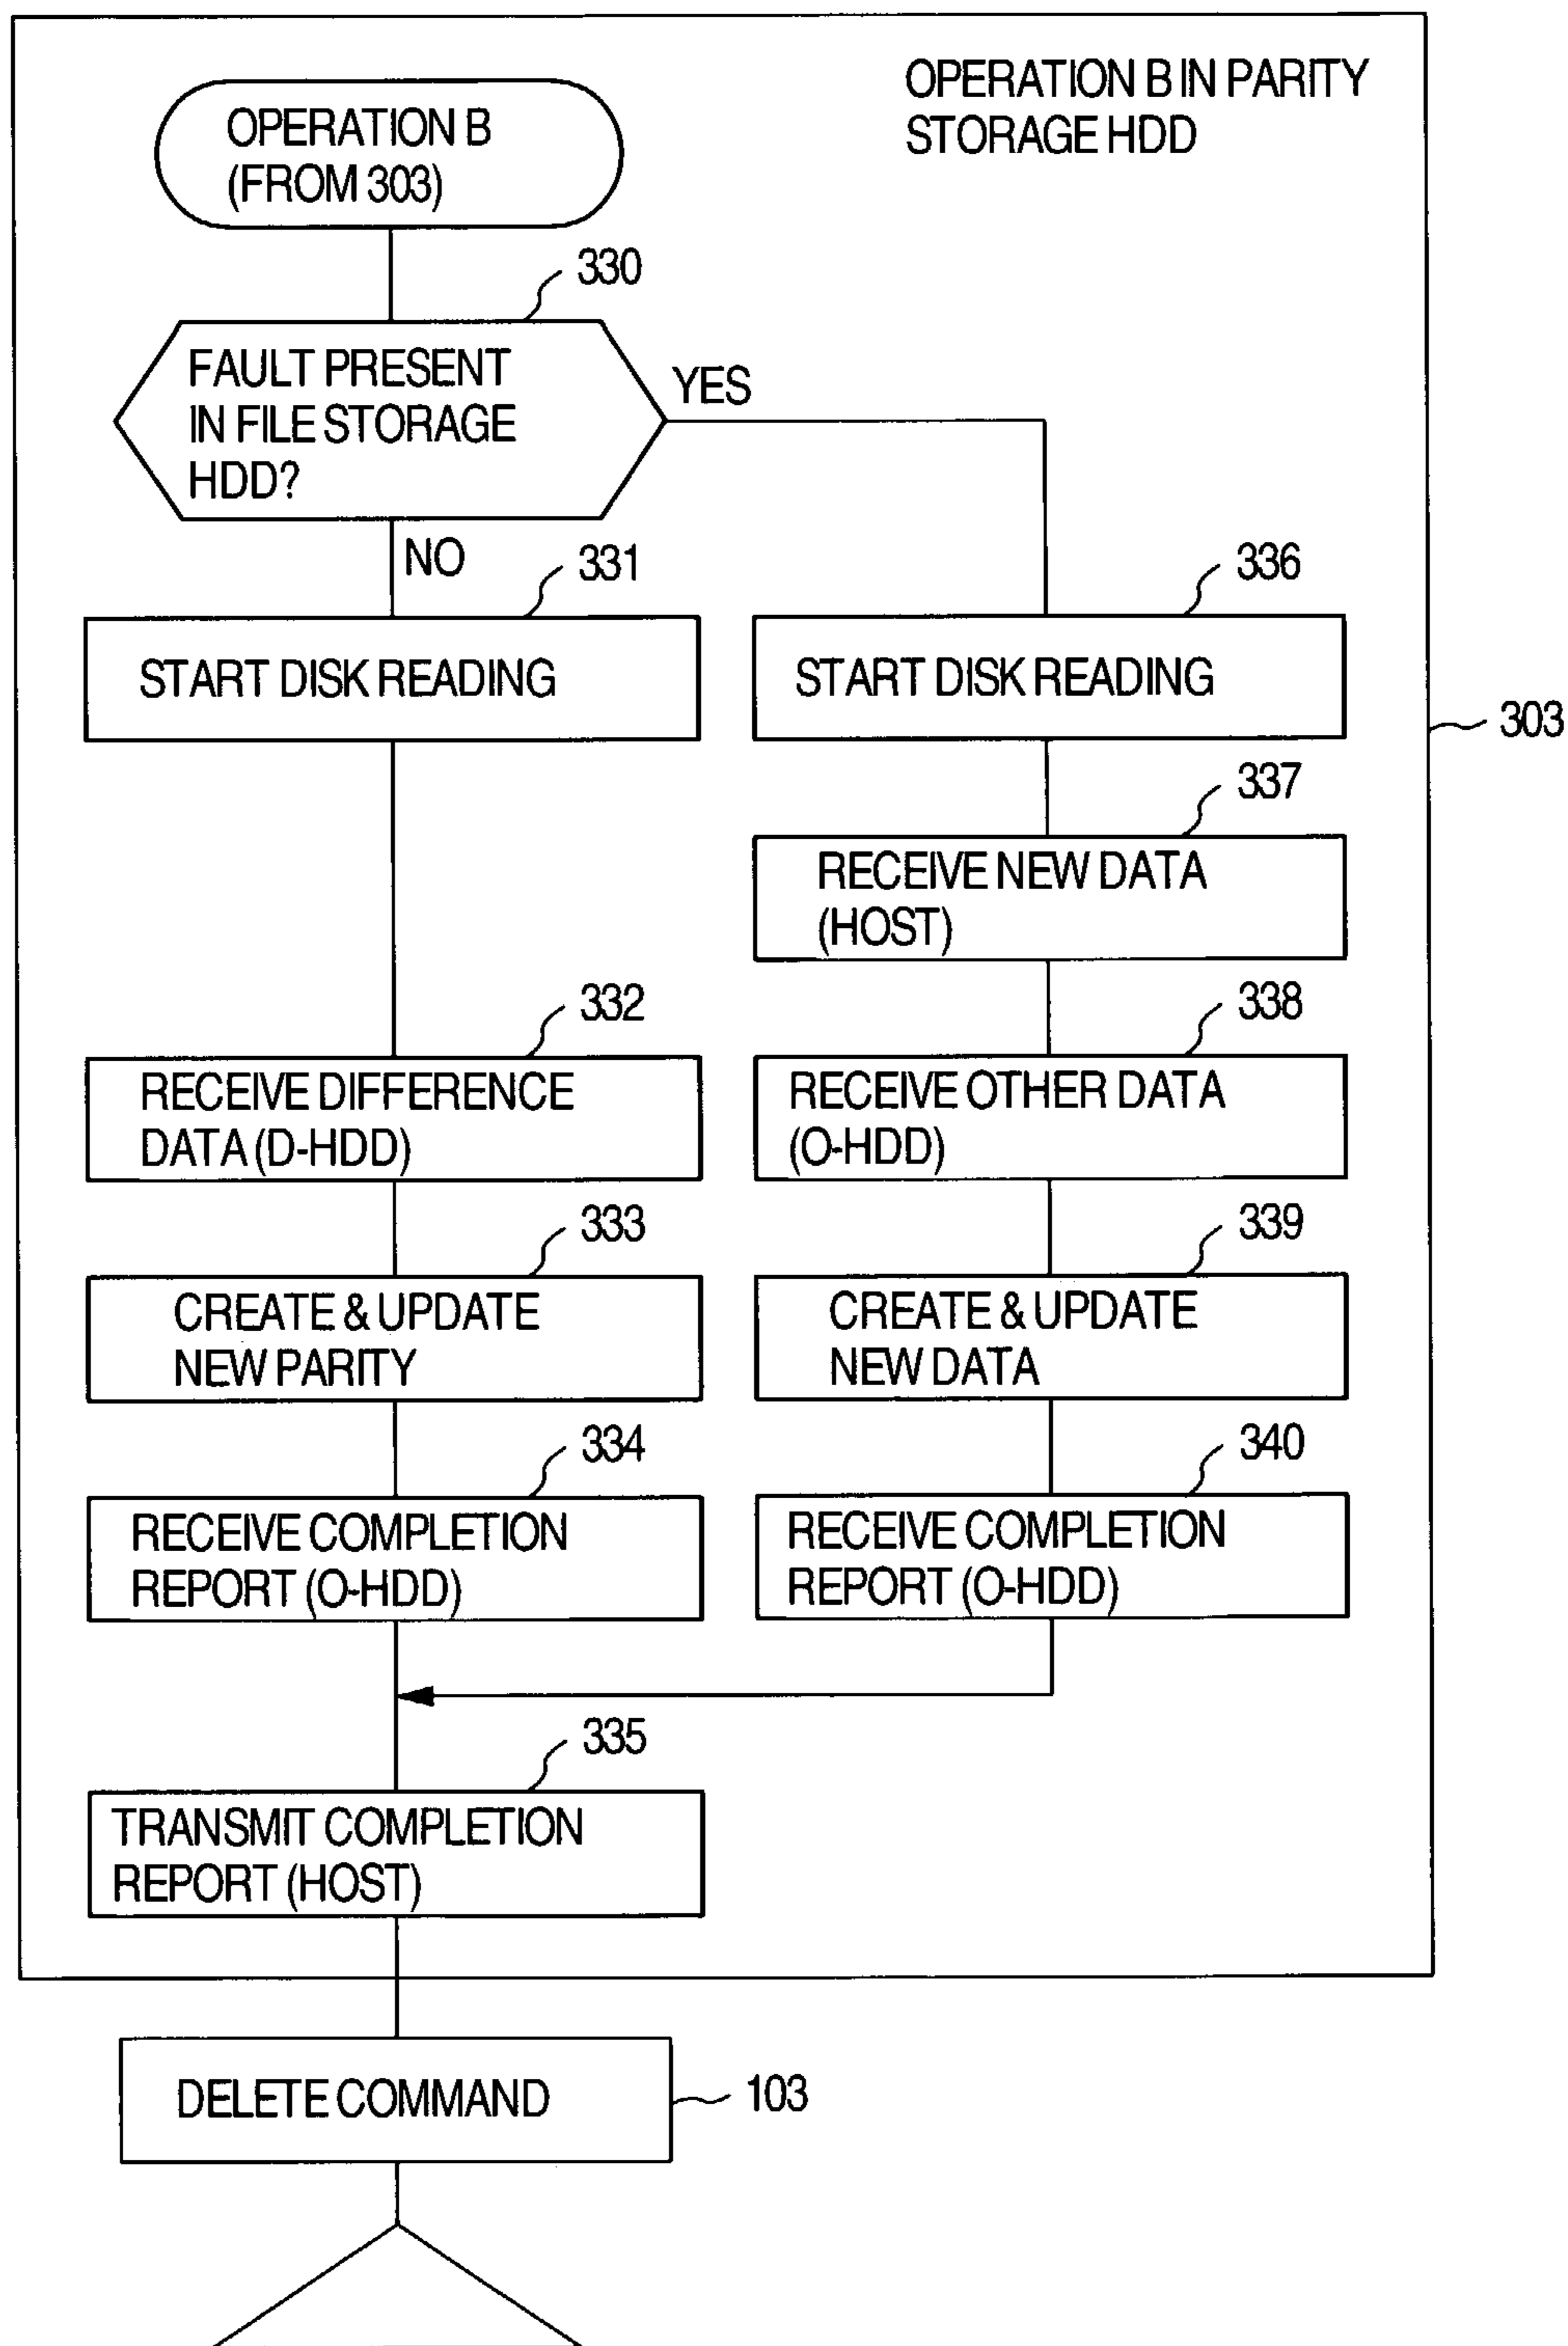 OPERATION B IN PARITY
STORAGE HDD
OPERATION B
(FROM 303)
330
FAULT PRESENT
IN FILE STORAGE
HDD?
YES
NO
331
START DISK READING
336
START DISK READING
303
337
RECEIVE NEW DATA
(HOST)
332
RECEIVE DIFFERENCE
DATA (D-HDD)
338
RECEIVE OTHER DATA
(O-HDD)
333
CREATE & UPDATE
NEW PARITY
339
CREATE & UPDATE
NEW DATA
334
RECEIVE COMPLETION
REPORT (O-HDD)
340
RECEIVE COMPLETION
REPORT (O-HDD)
335
TRANSMIT COMPLETION
REPORT (HOST)
DELETE COMMAND
103